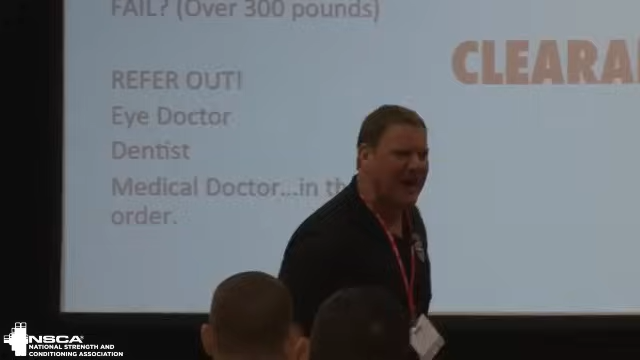 FAIL? (Over 300 pounds)
CLEARA
REFER OUT!
Eye Doctor
Dentist
Medical Doctor...in th
order.
NSCA
NATIONAL STRENGTH AND
CONDITIONING ASSOCIATION